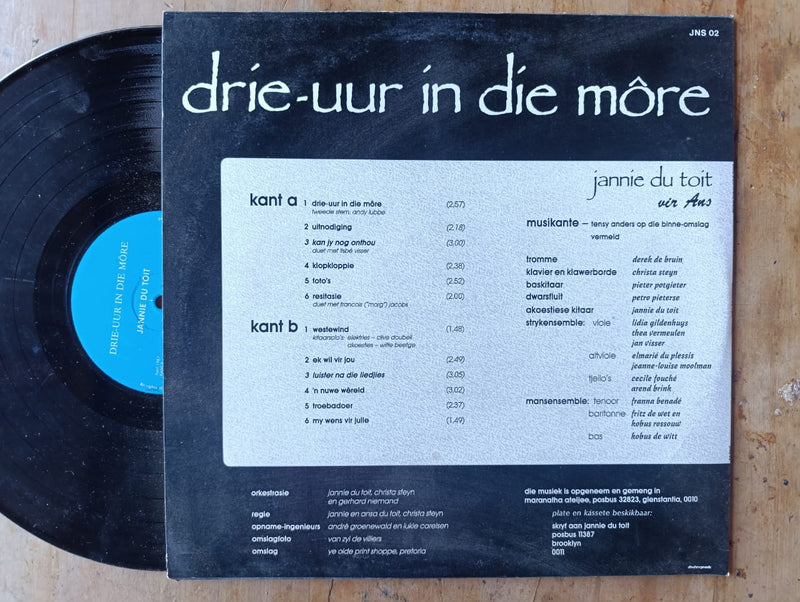 JNS 02
drie-uur in die môre
jannie du toit
vir Ans
kant a
1 drie-uur in die môre (2,57)
tweede stem: andy lubbe
2 uitnodiging (2,18)
3 kan jy nog onthou (3,00)
duet met lisbé visser
4 klopkloppie (2,38)
5 toto's (2,52)
6 resitasie (2,00)
duet met francois ("marg") jacobs
kant b
1 westewind (1,48)
kitaarsolo's: elektries – clive doubell
akoesties – witte beetge
2 ek wil vir jou (2,49)
3 luister na die liedjies (3,05)
4 'n nuwe wêreld (3,02)
5 troebadoer (2,37)
6 my wens vir julle (1,49)
musikante – tensy anders op die binne-omslag
vermeld
tromme derek de bruin
klavier en klawerborde christa steyn
baskitaar pieter potgieter
dwarsfluit petro pieterse
akoestiese kitaar jannie du toit
strykensemble: viole lidia gildenhuys
thea vermeulen
jan visser
altviole elmarié du plessis
jeanne-louise moolman
tjello's cecile fouché
arend brink
mansensemble: tenoor franna benadé
baritonne fritz de wet en
kobus rossouw
bas kobus de witt
orkestrasie jannie du toit, christa steyn
en gerhard niemand
regie jannie en ansa du toit, christa steyn
opname-ingenieurs andré groenewald en lukie carelsen
omslagfoto van zyl de villiers
omslag ye olde print shoppe, pretoria
die musiek is opgeneem en gemeng in
maranatha ateljee, posbus 32823, glenstantia, 0010
plate en kassete beskikbaar:
skryf aan jannie du toit
posbus 11387
brooklyn
0011
DRIE-UUR IN DIE MÔRE
JANNIE DU TOIT